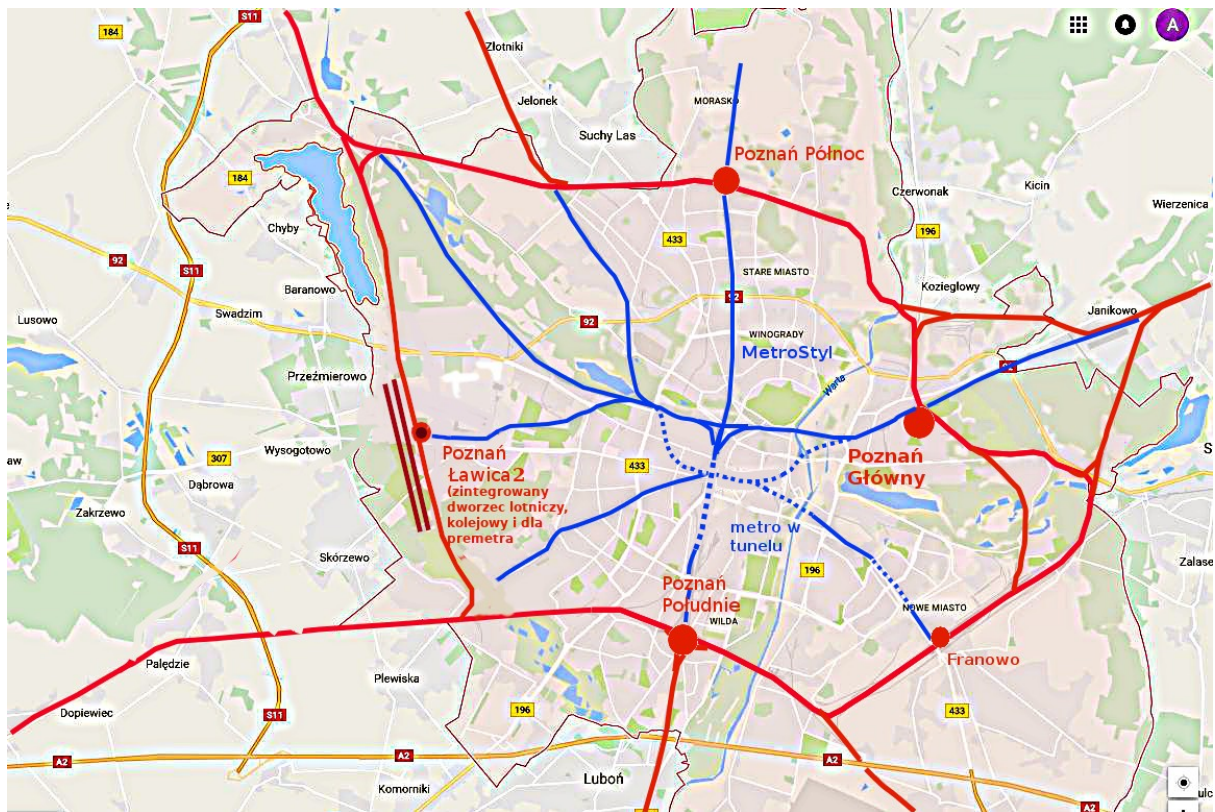 S11
184
Złotniki
A
MORASKO
Jelonek
Suchy Las
Poznań Północ
Kicin
Czerwonak
184
Wierzenica
Chyby
196
433
92
S11
STARE MIASTO
Baranowo
92
Koziegłowy
Janikowo
Lusowo
Swadzim
92
WINOGRADY
MetroStyl
Przeźmierowo
Warta
Poznań
Główny
Wysogotowo
307
Dąbrowa
Poznań
Ławica2
(zintegrowany
dworzec lotniczy,
kolejowy i dla
premetra
433
Zakrzewo
metro w
tunelu
S11
Skórzewo
196
Zalase
Poznań
Południe
NOWE MIASTO
WILDA
Franowo
Palędzie
Plewiska
Dopiewiec
S11
196
433
A2
A2
A2
Komorniki
Luboń
A2